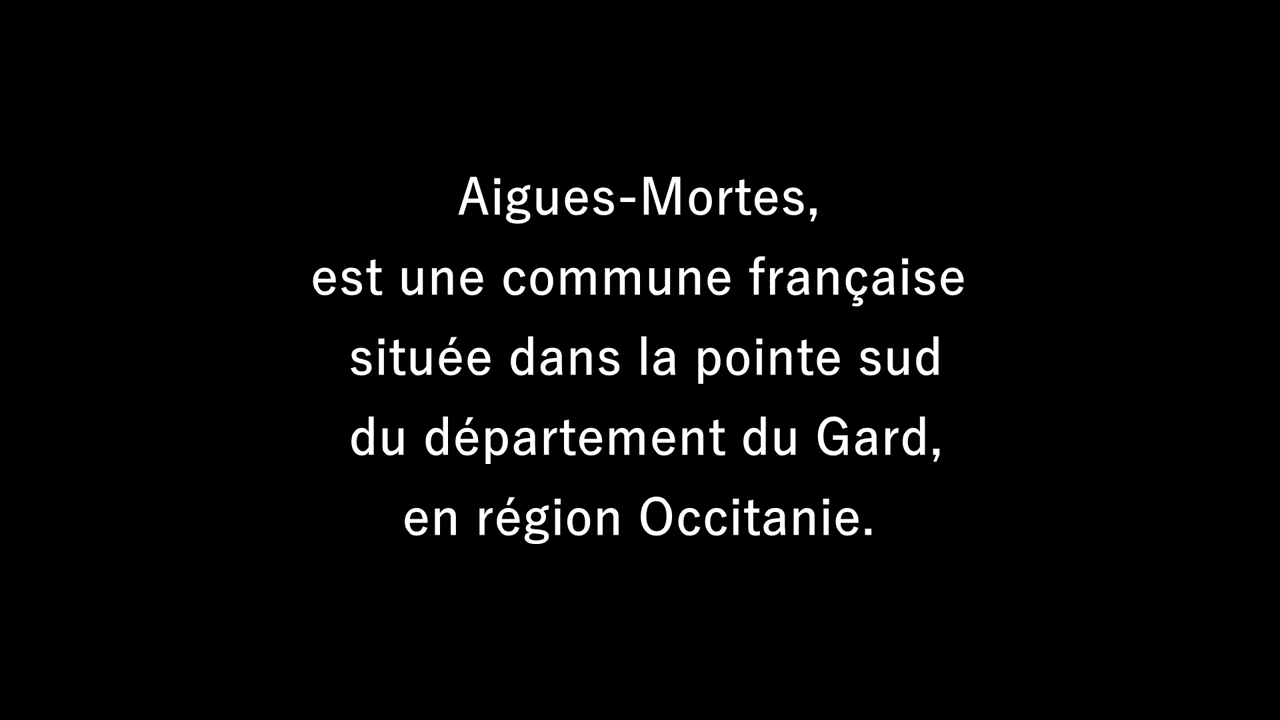 Aigues-Mortes,
est une commune française
située dans la pointe sud
du département du Gard,
en région Occitanie.